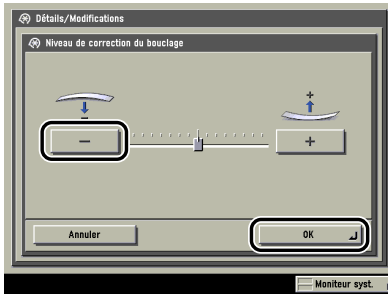 Détails/Modifications
Niveau de correction du bouclage
- +
- +
Annuler OK
Moniteur syst.